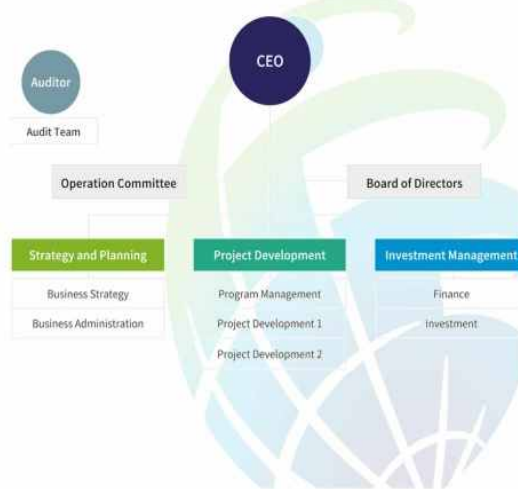 CEO
Auditor
Audit Team
Operation Committee
Board of Directors
Strategy and Planning
Business Strategy
Business Administration
Project Development
Program Management
Project Development 1
Project Development 2
Investment Management
Finance
Investment